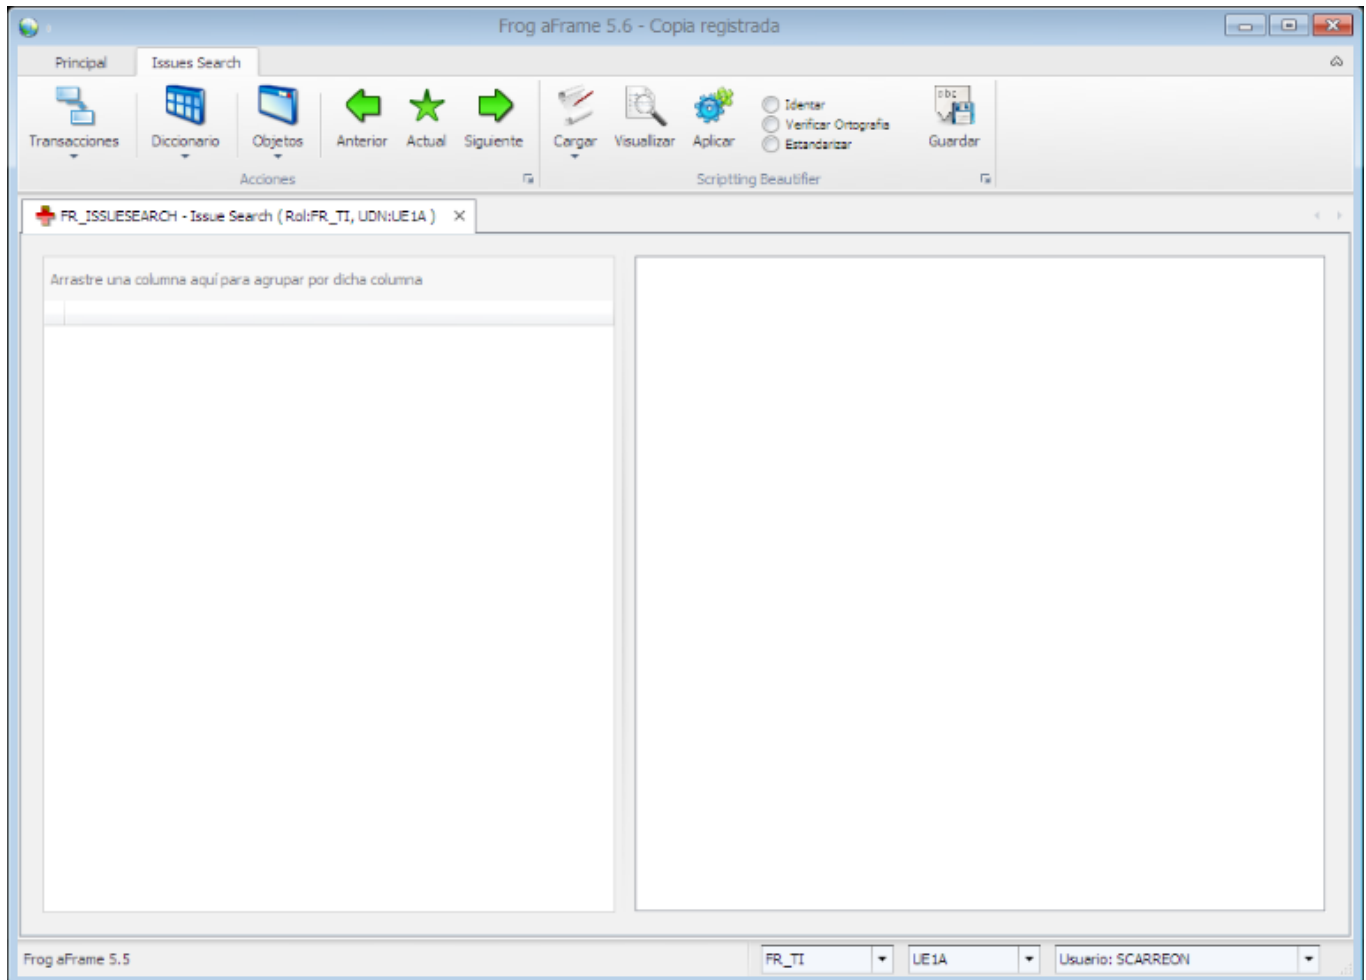 Frog aFrame 5.6 - Copia registrada
Principal Issues Search
Transacciones Diccionario Objetos Anterior Actual Siguiente Cargar Visualizar Aplicar Guardar
Identar
Verificar Ortografia
Estandarizar
Acciones Scriptting Beautifier
FR_ISSUESEARCH - Issue Search ( Rol:FR_TI, UDN:UE1A )
Arrastre una columna aquí para agrupar por dicha columna
Frog aFrame 5.5 FR_TI UE1A Usuario: SCARREON